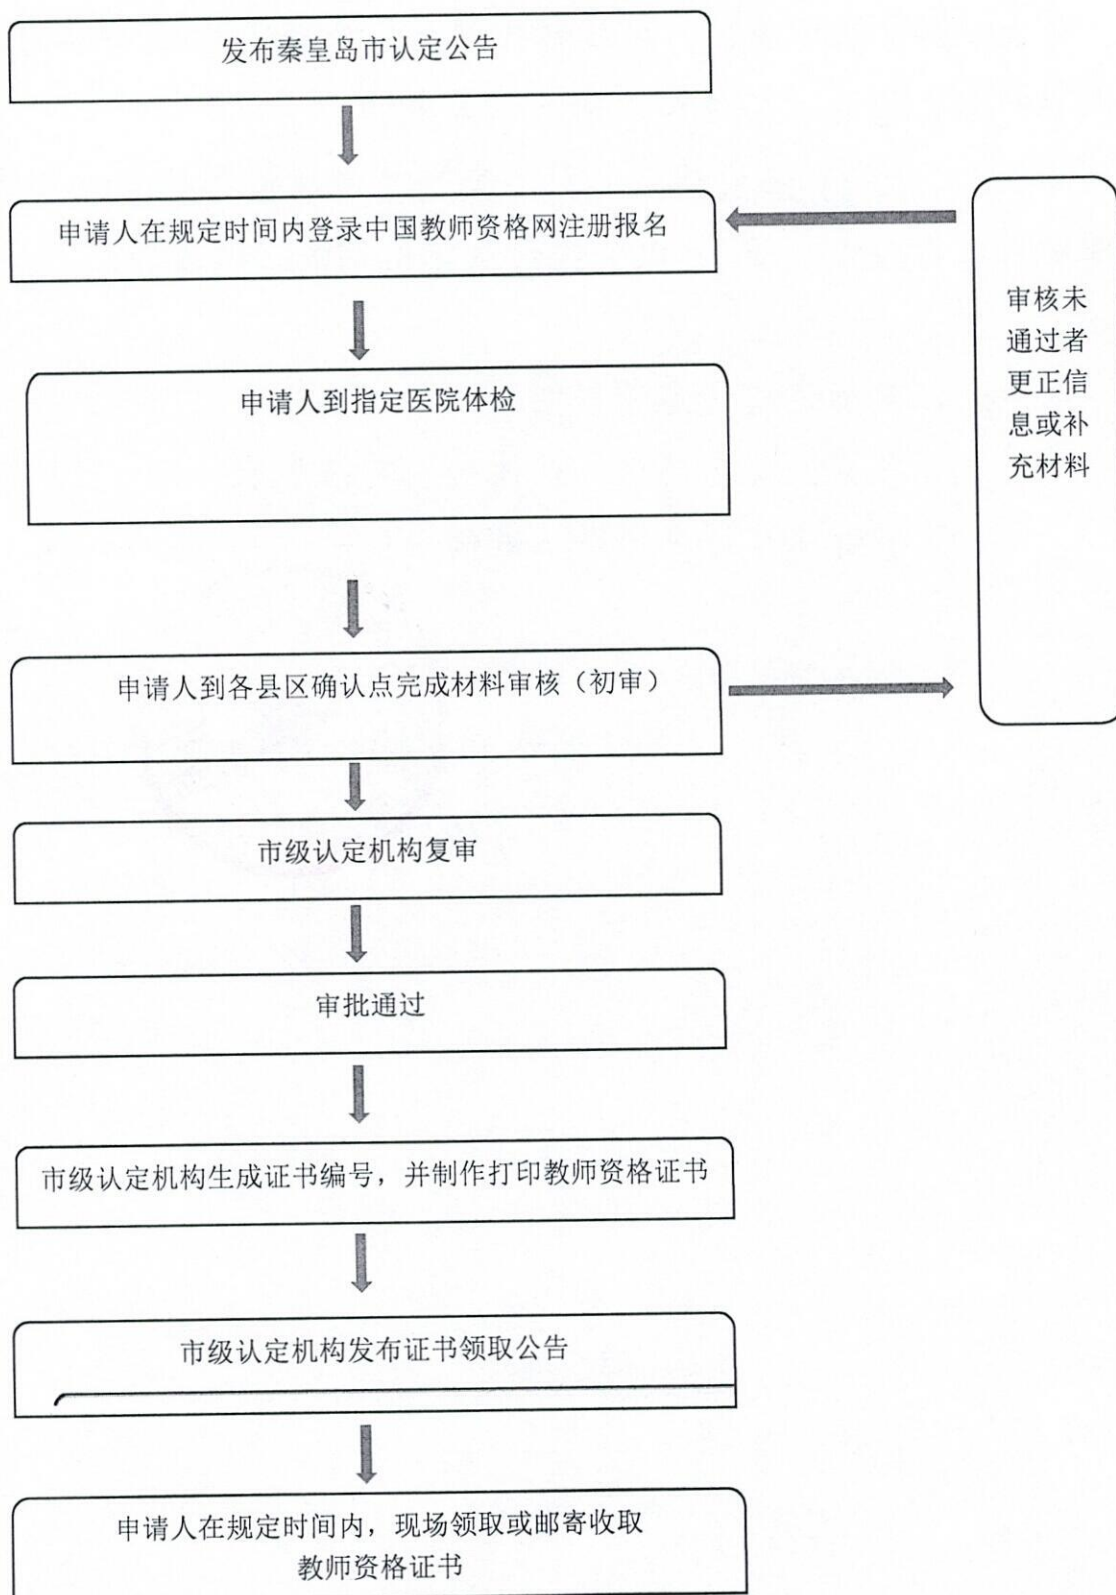 发布秦皇岛市认定公告
申请人在规定时间内登录中国教师资格网注册报名
审核未
通过者
更正信
息或补
充材料
申请人到指定医院体检
申请人到各县区确认点完成材料审核（初审）
市级认定机构复审
审批通过
市级认定机构生成证书编号，并制作打印教师资格证书
市级认定机构发布证书领取公告
申请人在规定时间内，现场领取或邮寄收取
教师资格证书